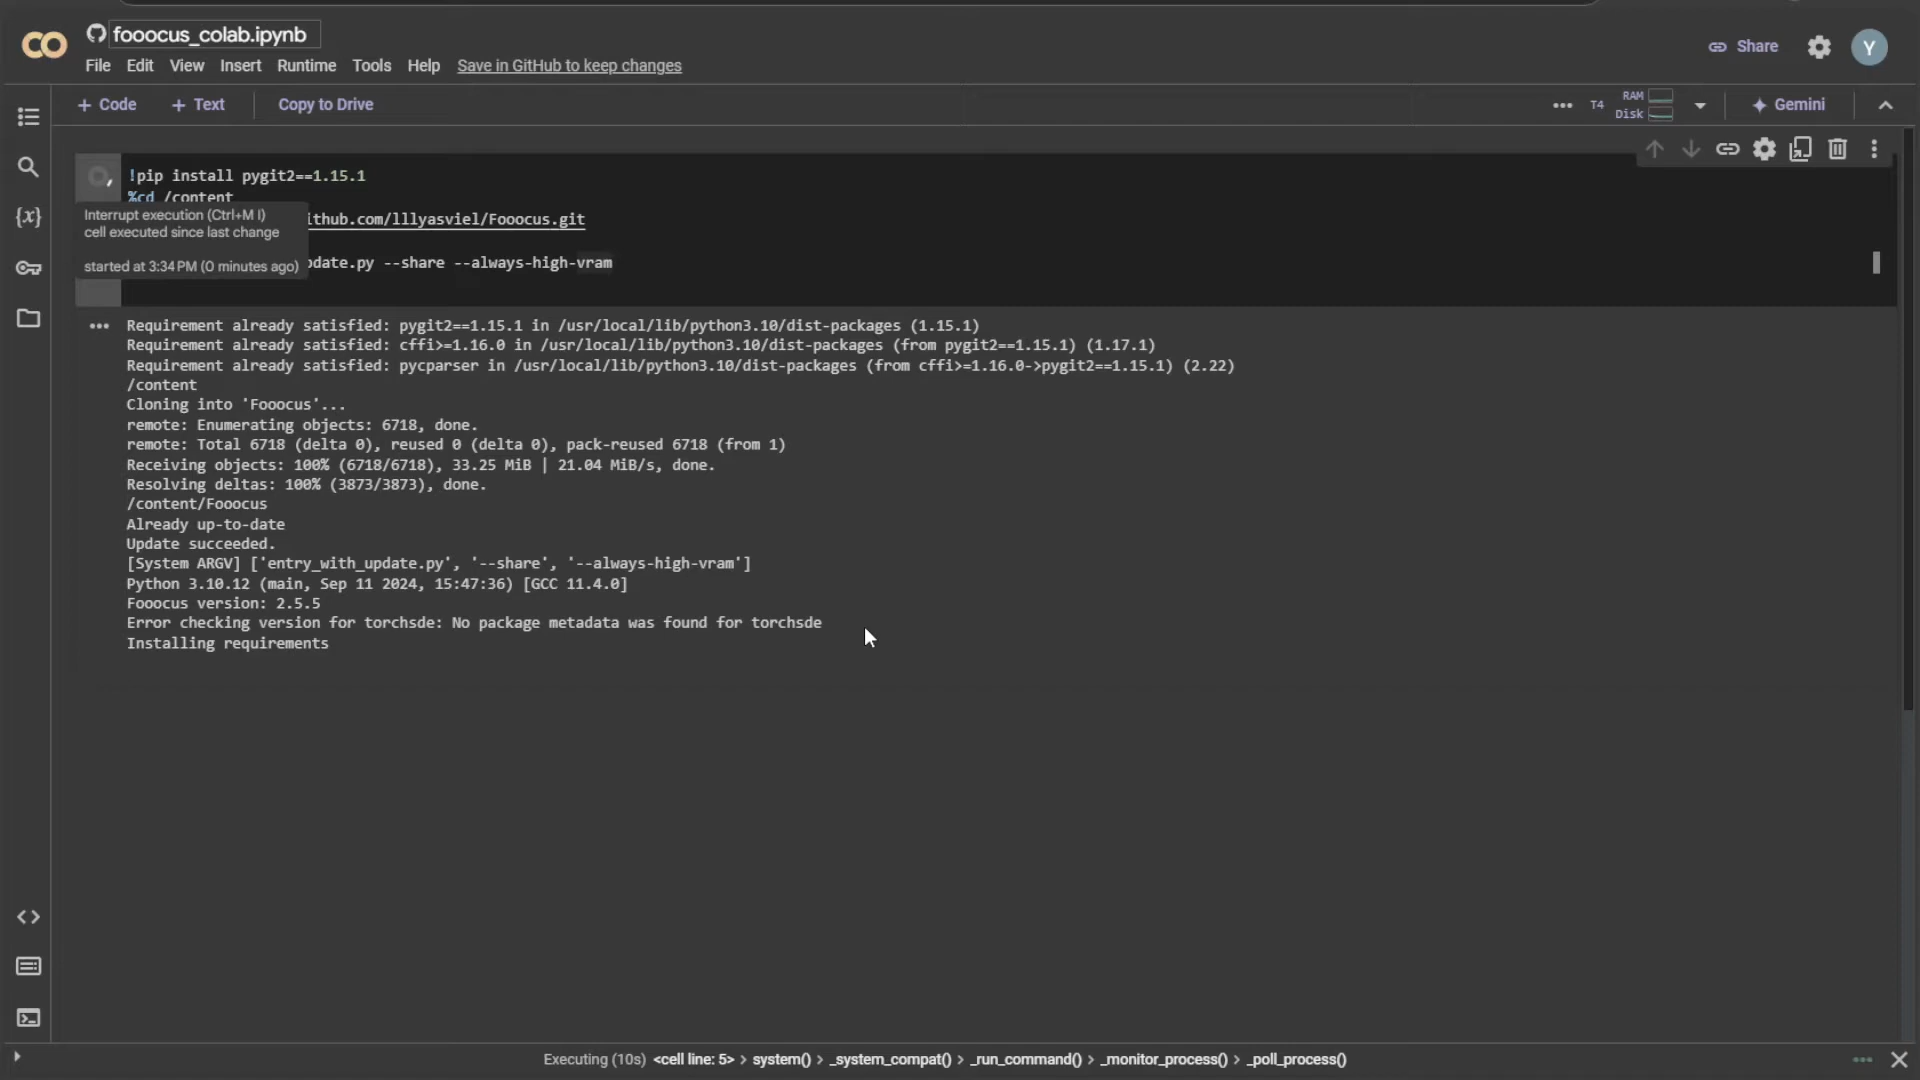 fooocus_colab.ipynb
File Edit View Insert Runtime Tools Help Save in GitHub to keep changes
Share
Y
+ Code + Text Copy to Drive
T4 RAM Disk Gemini
!pip install pygit2==1.15.1
%cd /content
ithub.com/lllyasviel/Fooocus.git
pdate.py --share --always-high-vram
Interrupt execution (Ctrl+M I)
cell executed since last change
started at 3:34 PM (0 minutes ago)
Requirement already satisfied: pygit2==1.15.1 in /usr/local/lib/python3.10/dist-packages (1.15.1)
Requirement already satisfied: cffi>=1.16.0 in /usr/local/lib/python3.10/dist-packages (from pygit2==1.15.1) (1.17.1)
Requirement already satisfied: pycparser in /usr/local/lib/python3.10/dist-packages (from cffi>=1.16.0->pygit2==1.15.1) (2.22)
/content
Cloning into 'Fooocus'...
remote: Enumerating objects: 6718, done.
remote: Total 6718 (delta 0), reused 0 (delta 0), pack-reused 6718 (from 1)
Receiving objects: 100% (6718/6718), 33.25 MiB | 21.04 MiB/s, done.
Resolving deltas: 100% (3873/3873), done.
/content/Fooocus
Already up-to-date
Update succeeded.
[System ARGV] ['entry_with_update.py', '--share', '--always-high-vram']
Python 3.10.12 (main, Sep 11 2024, 15:47:36) [GCC 11.4.0]
Fooocus version: 2.5.5
Error checking version for torchsde: No package metadata was found for torchsde
Installing requirements
Executing (10s) <cell line: 5> > system() > _system_compat() > _run_command() > _monitor_process() > _poll_process()